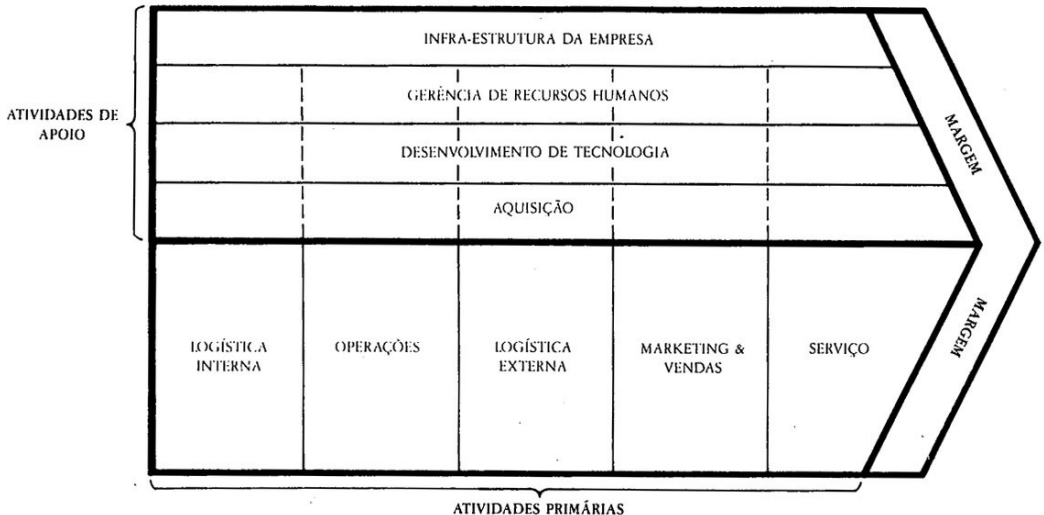 INFRA-ESTRUTURA DA EMPRESA
GERÊNCIA DE RECURSOS HUMANOS
ATIVIDADES DE
APOIO
DESENVOLVIMENTO DE TECNOLOGIA
AQUISIÇÃO
MARGEM
LOGÍSTICA
INTERNA
OPERAÇÕES
LOGÍSTICA
EXTERNA
MARKETING &
VENDAS
SERVIÇO
MARGEM
ATIVIDADES PRIMÁRIAS